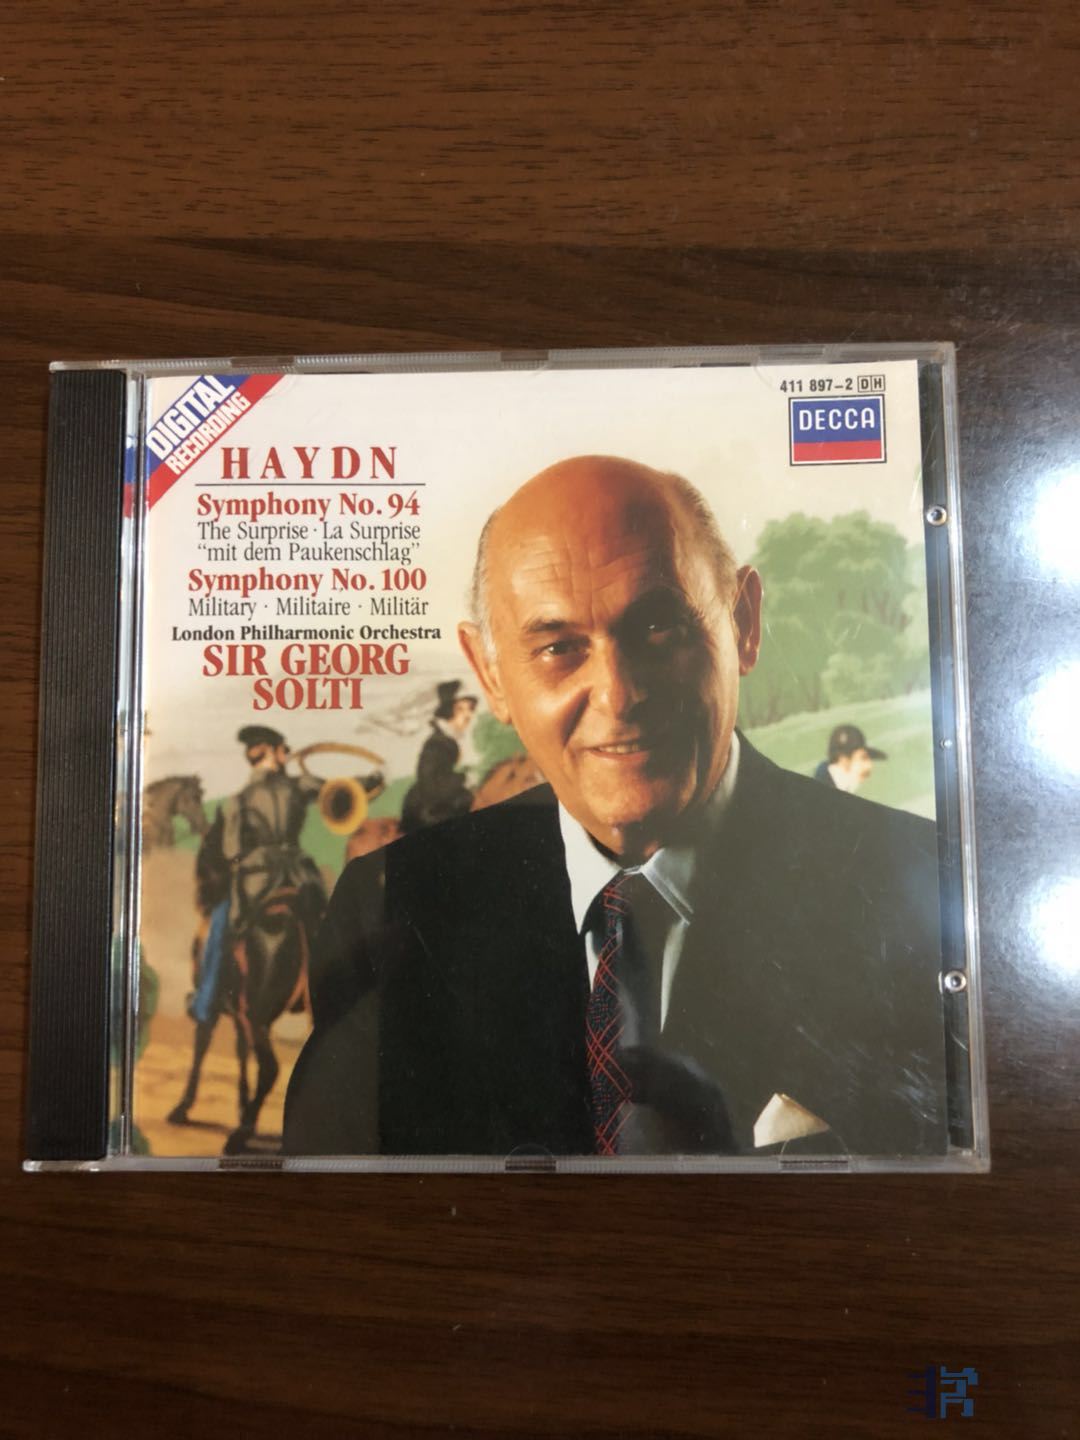 DIGITAL
RECORDING
411 897-2 DH
DECCA
HAYDN
Symphony No. 94
The Surprise · La Surprise
“mit dem Paukenschlag”
Symphony No. 100
Military · Militaire · Militär
London Philharmonic Orchestra
SIR GEORG
SOLTI